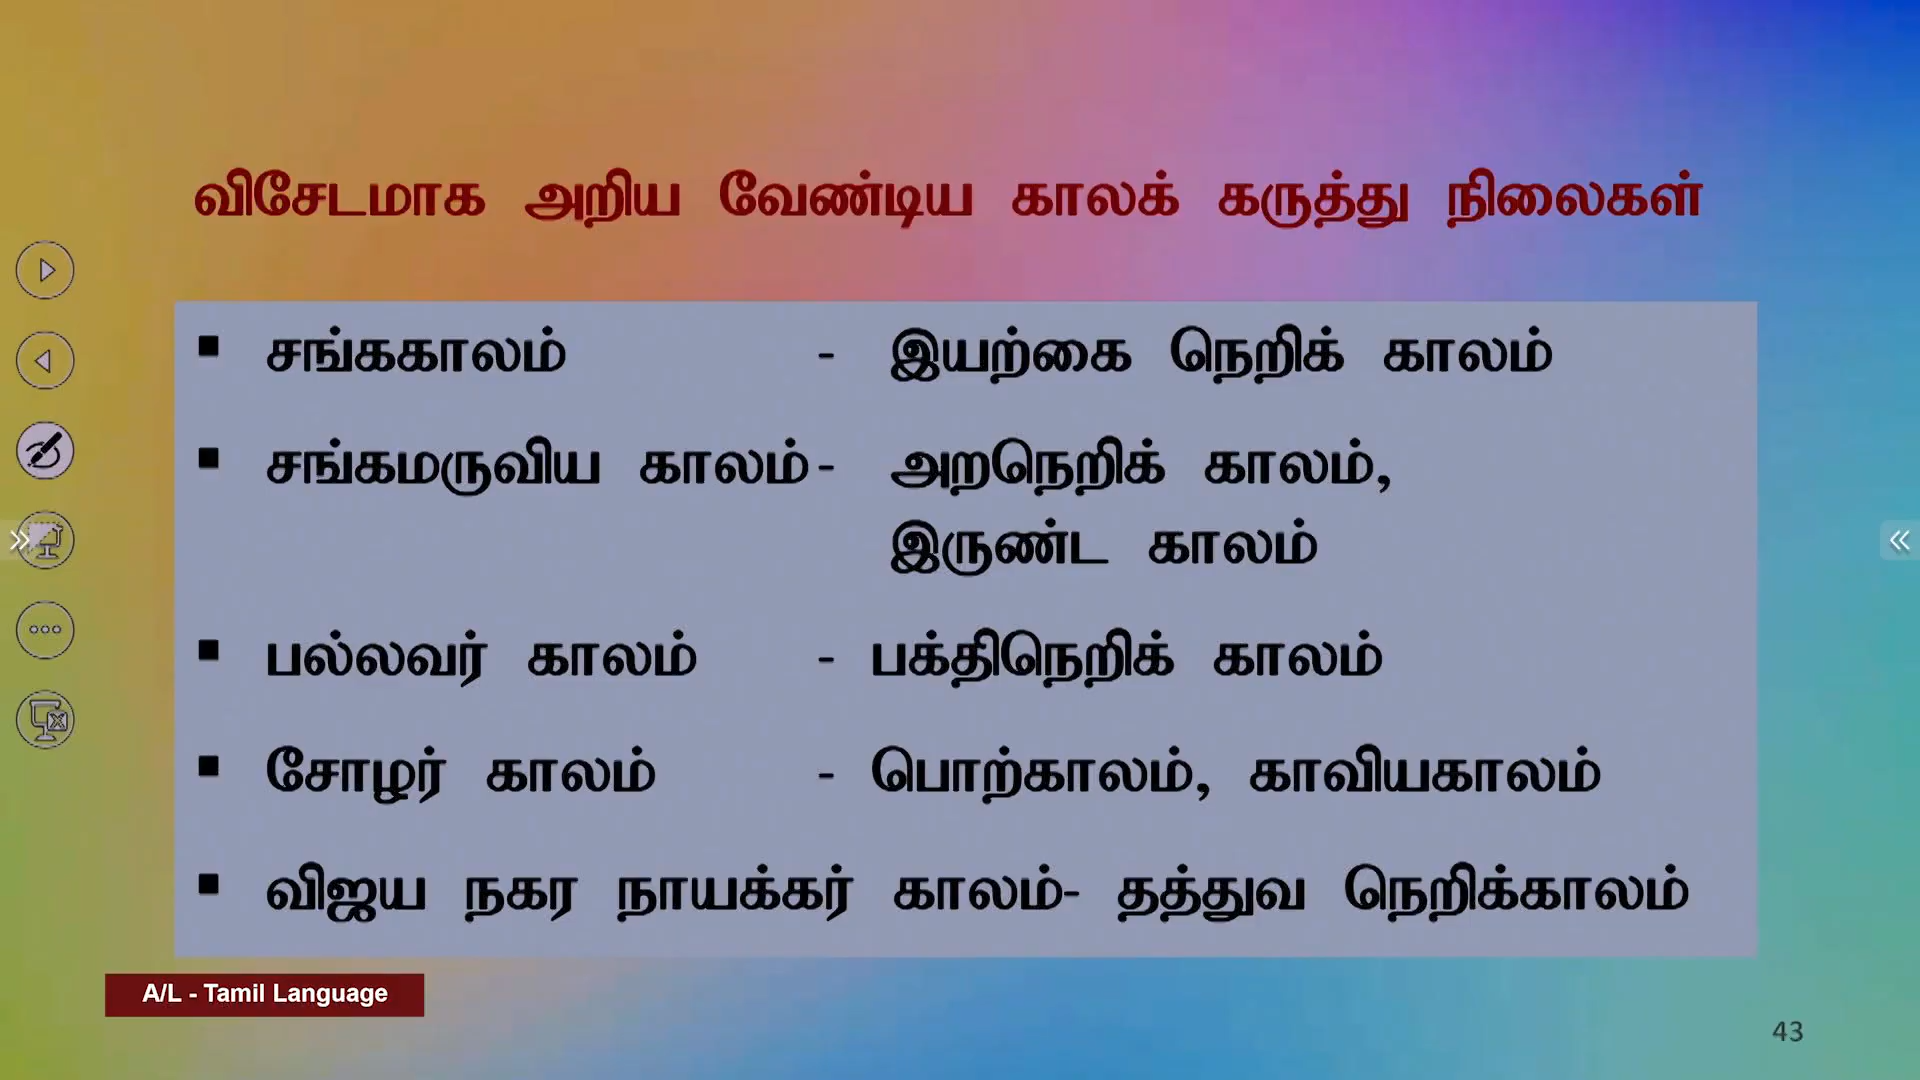 விசேடமாக அறிய வேண்டிய காலக் கருத்து நிலைகள்
▪ சங்ககாலம் - இயற்கை நெறிக் காலம்
▪ சங்கமருவிய காலம் - அறநெறிக் காலம்,
இருண்ட காலம்
▪ பல்லவர் காலம் - பக்திநெறிக் காலம்
▪ சோழர் காலம் - பொற்காலம், காவியகாலம்
▪ விஜய நகர நாயக்கர் காலம்- தத்துவ நெறிக்காலம்
A/L - Tamil Language
43